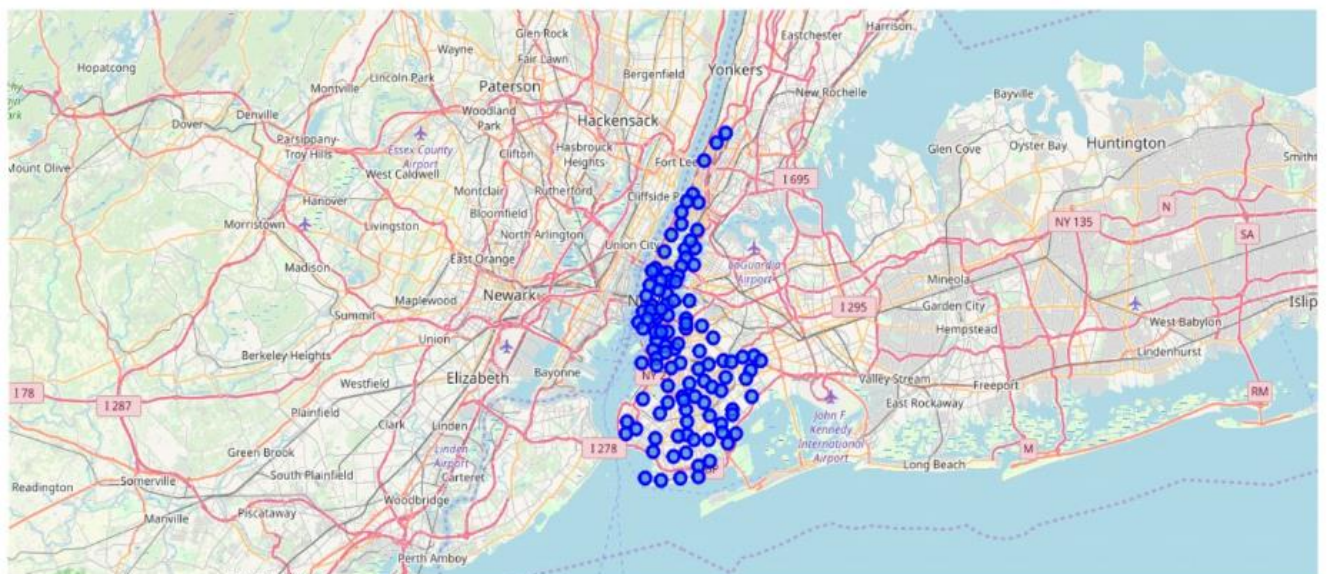 Harrison
Glen Rock
Eastchester
Wayne
Fair Lawn
Hopatcong
Lincoln Park
Bergenfield
Yonkers
Montville
Paterson
New Rochelle
Bayville
Denville
Woodland
Park
Hackensack
Dover
Parsippany-
Troy Hills
Essex County
Airport
Clifton
Hasbrouck
Heights
Fort Lee
Glen Cove
Oyster Bay
Huntington
Mount Olive
West Caldwell
I 695
Montclair
Rutherford
Cliffside P
Hanover
Bloomfield
N
Morristown
Livingston
North Arlington
Union City
NY 135
SA
East Orange
LaGuardia
Airport
Madison
Mineola
Maplewood
Newark
N
I 295
Garden City
Islip
Summit
Hempstead
West Babylon
Union
Berkeley Heights
Lindenhurst
Bayonne
Elizabeth
NY
Valley Stream
Freeport
I 78
Westfield
East Rockaway
RM
I 287
Plainfield
John F
Kennedy
International
Airport
Clark
Linden
I 278
M
Green Brook
Linden
Airport
Long Beach
Somerville
South Plainfield
Carteret
Readington
Woodbridge
Manville
Piscataway
Perth Amboy